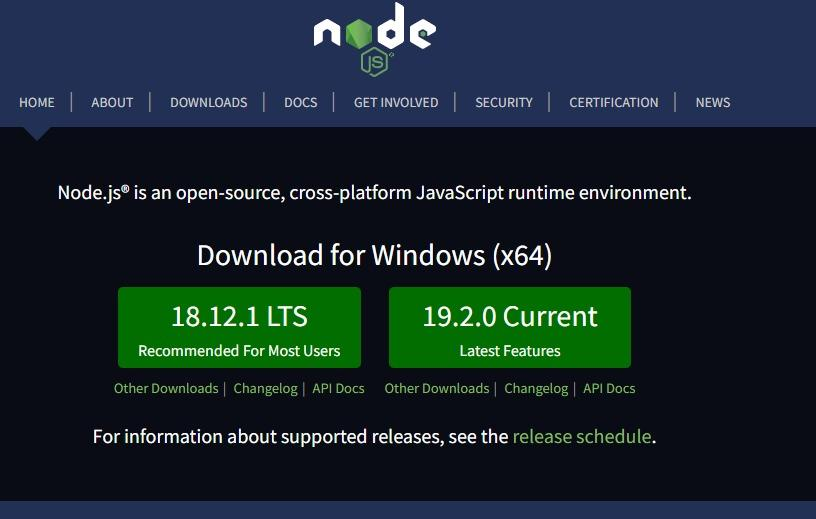 node
JS
HOME | ABOUT | DOWNLOADS | DOCS | GET INVOLVED | SECURITY | CERTIFICATION | NEWS
Node.js® is an open-source, cross-platform JavaScript runtime environment.
Download for Windows (x64)
18.12.1 LTS
Recommended For Most Users
19.2.0 Current
Latest Features
Other Downloads | Changelog | API Docs
Other Downloads | Changelog | API Docs
For information about supported releases, see the release schedule.